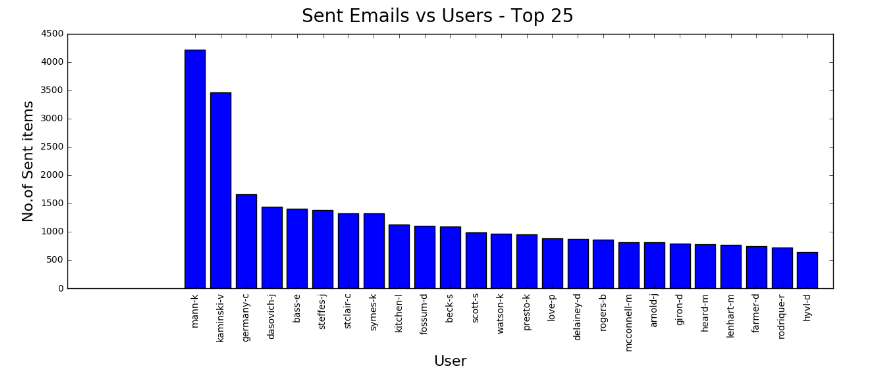 Sent Emails vs Users - Top 25
No.of Sent items
4500
4000
3500
3000
2500
2000
1500
1000
500
0
mann-k
kaminski-v
germany-c
dasovich-j
bass-e
steffes-j
stclair-c
symes-k
kitchen-l
fossum-d
beck-s
scott-s
watson-k
presto-k
love-p
delainey-d
rogers-b
mcconnell-m
arnold-j
giron-d
heard-m
lenhart-m
farmer-d
rodrique-r
hyvl-d
User